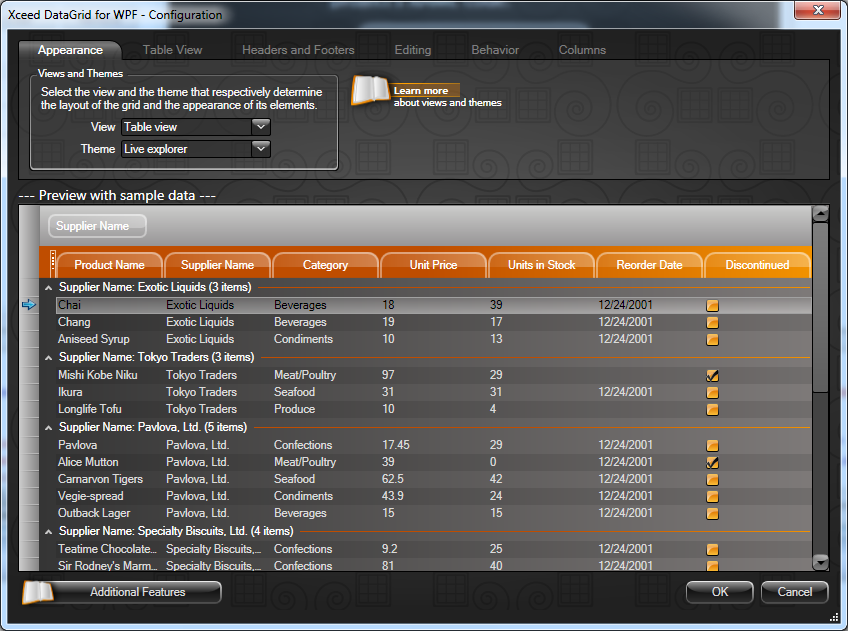 Xceed DataGrid for WPF - Configuration
Appearance Table View Headers and Footers Editing Behavior Columns
Views and Themes
Select the view and the theme that respectively determine
the layout of the grid and the appearance of its elements.
View Table view
Theme Live explorer
Learn more
about views and themes
--- Preview with sample data ---
Supplier Name
Product Name Supplier Name Category Unit Price Units in Stock Reorder Date Discontinued
Supplier Name: Exotic Liquids (3 items)
Chai Exotic Liquids Beverages 18 39 12/24/2001
Chang Exotic Liquids Beverages 19 17 12/24/2001
Aniseed Syrup Exotic Liquids Condiments 10 13 12/24/2001
Supplier Name: Tokyo Traders (3 items)
Mishi Kobe Niku Tokyo Traders Meat/Poultry 97 29
Ikura Tokyo Traders Seafood 31 31 12/24/2001
Longlife Tofu Tokyo Traders Produce 10 4
Supplier Name: Pavlova, Ltd. (5 items)
Pavlova Pavlova, Ltd. Confections 17.45 29 12/24/2001
Alice Mutton Pavlova, Ltd. Meat/Poultry 39 0 12/24/2001
Carnarvon Tigers Pavlova, Ltd. Seafood 62.5 42 12/24/2001
Vegie-spread Pavlova, Ltd. Condiments 43.9 24 12/24/2001
Outback Lager Pavlova, Ltd. Beverages 15 15 12/24/2001
Supplier Name: Specialty Biscuits, Ltd. (4 items)
Teatime Chocolate... Specialty Biscuits,... Confections 9.2 25 12/24/2001
Sir Rodney's Marm... Specialty Biscuits,... Confections 81 40 12/24/2001
Additional Features OK Cancel